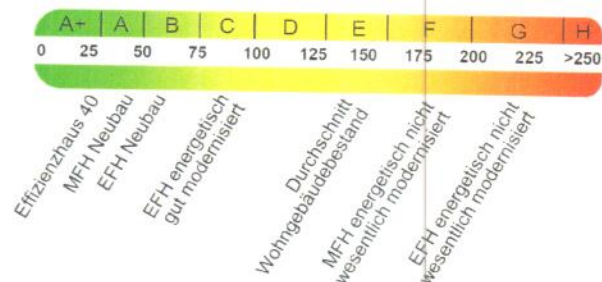 A+ A B C D E F G H
0 25 50 75 100 125 150 175 200 225 >250
Effizienzhaus 40
MFH Neubau
EFH Neubau
EFH energetisch
gut modernisiert
Durchschnitt
Wohngebäudebestand
MFH energetisch nicht
wesentlich modernisiert
EFH energetisch nicht
wesentlich modernisiert